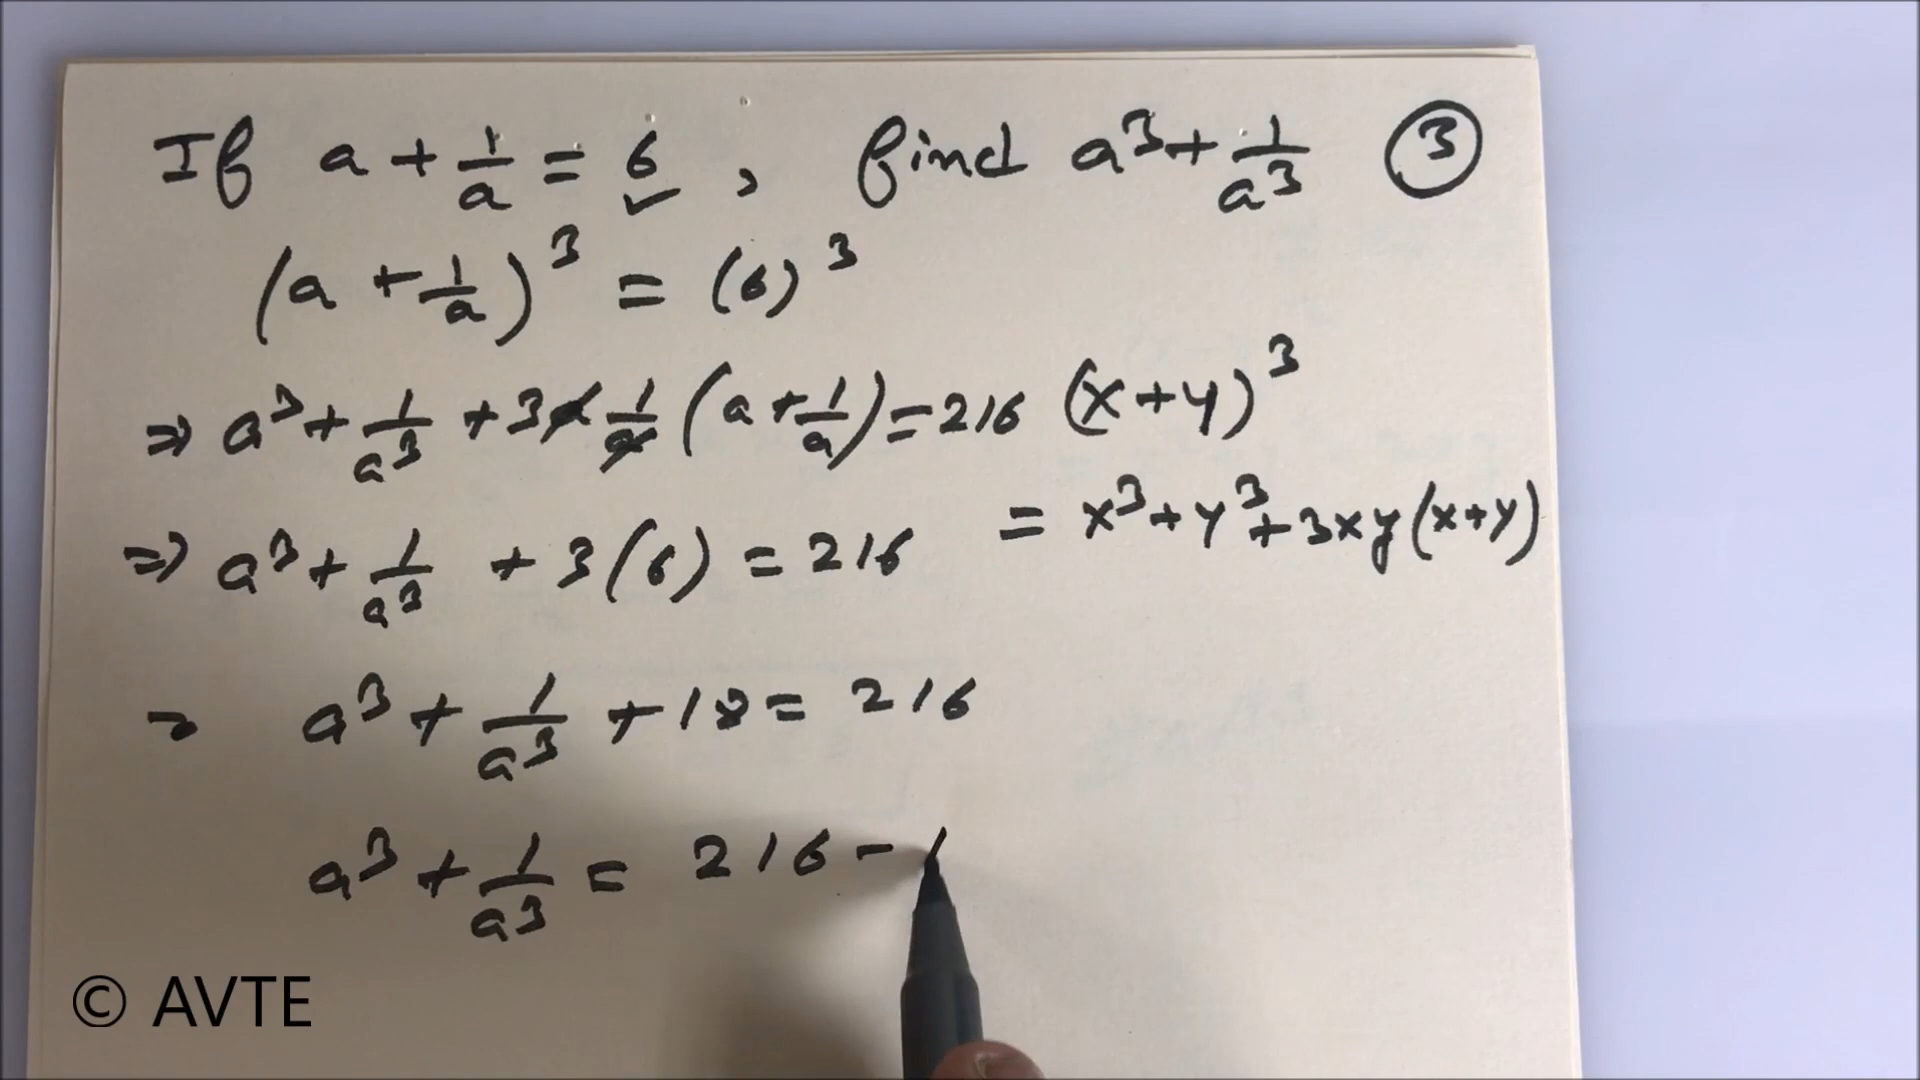 If a + 1/a = 6, find a³ + 1/a³ ③
(a + 1/a)³ = (6)³
⇒ a³ + 1/a³ + 3a 1/a (a + 1/a) = 216
(x+y)³
= x³ + y³ + 3xy(x+y)
⇒ a³ + 1/a³ + 3(6) = 216
⇒ a³ + 1/a³ + 18 = 216
a³ + 1/a³ = 216 - 1
© AVTE